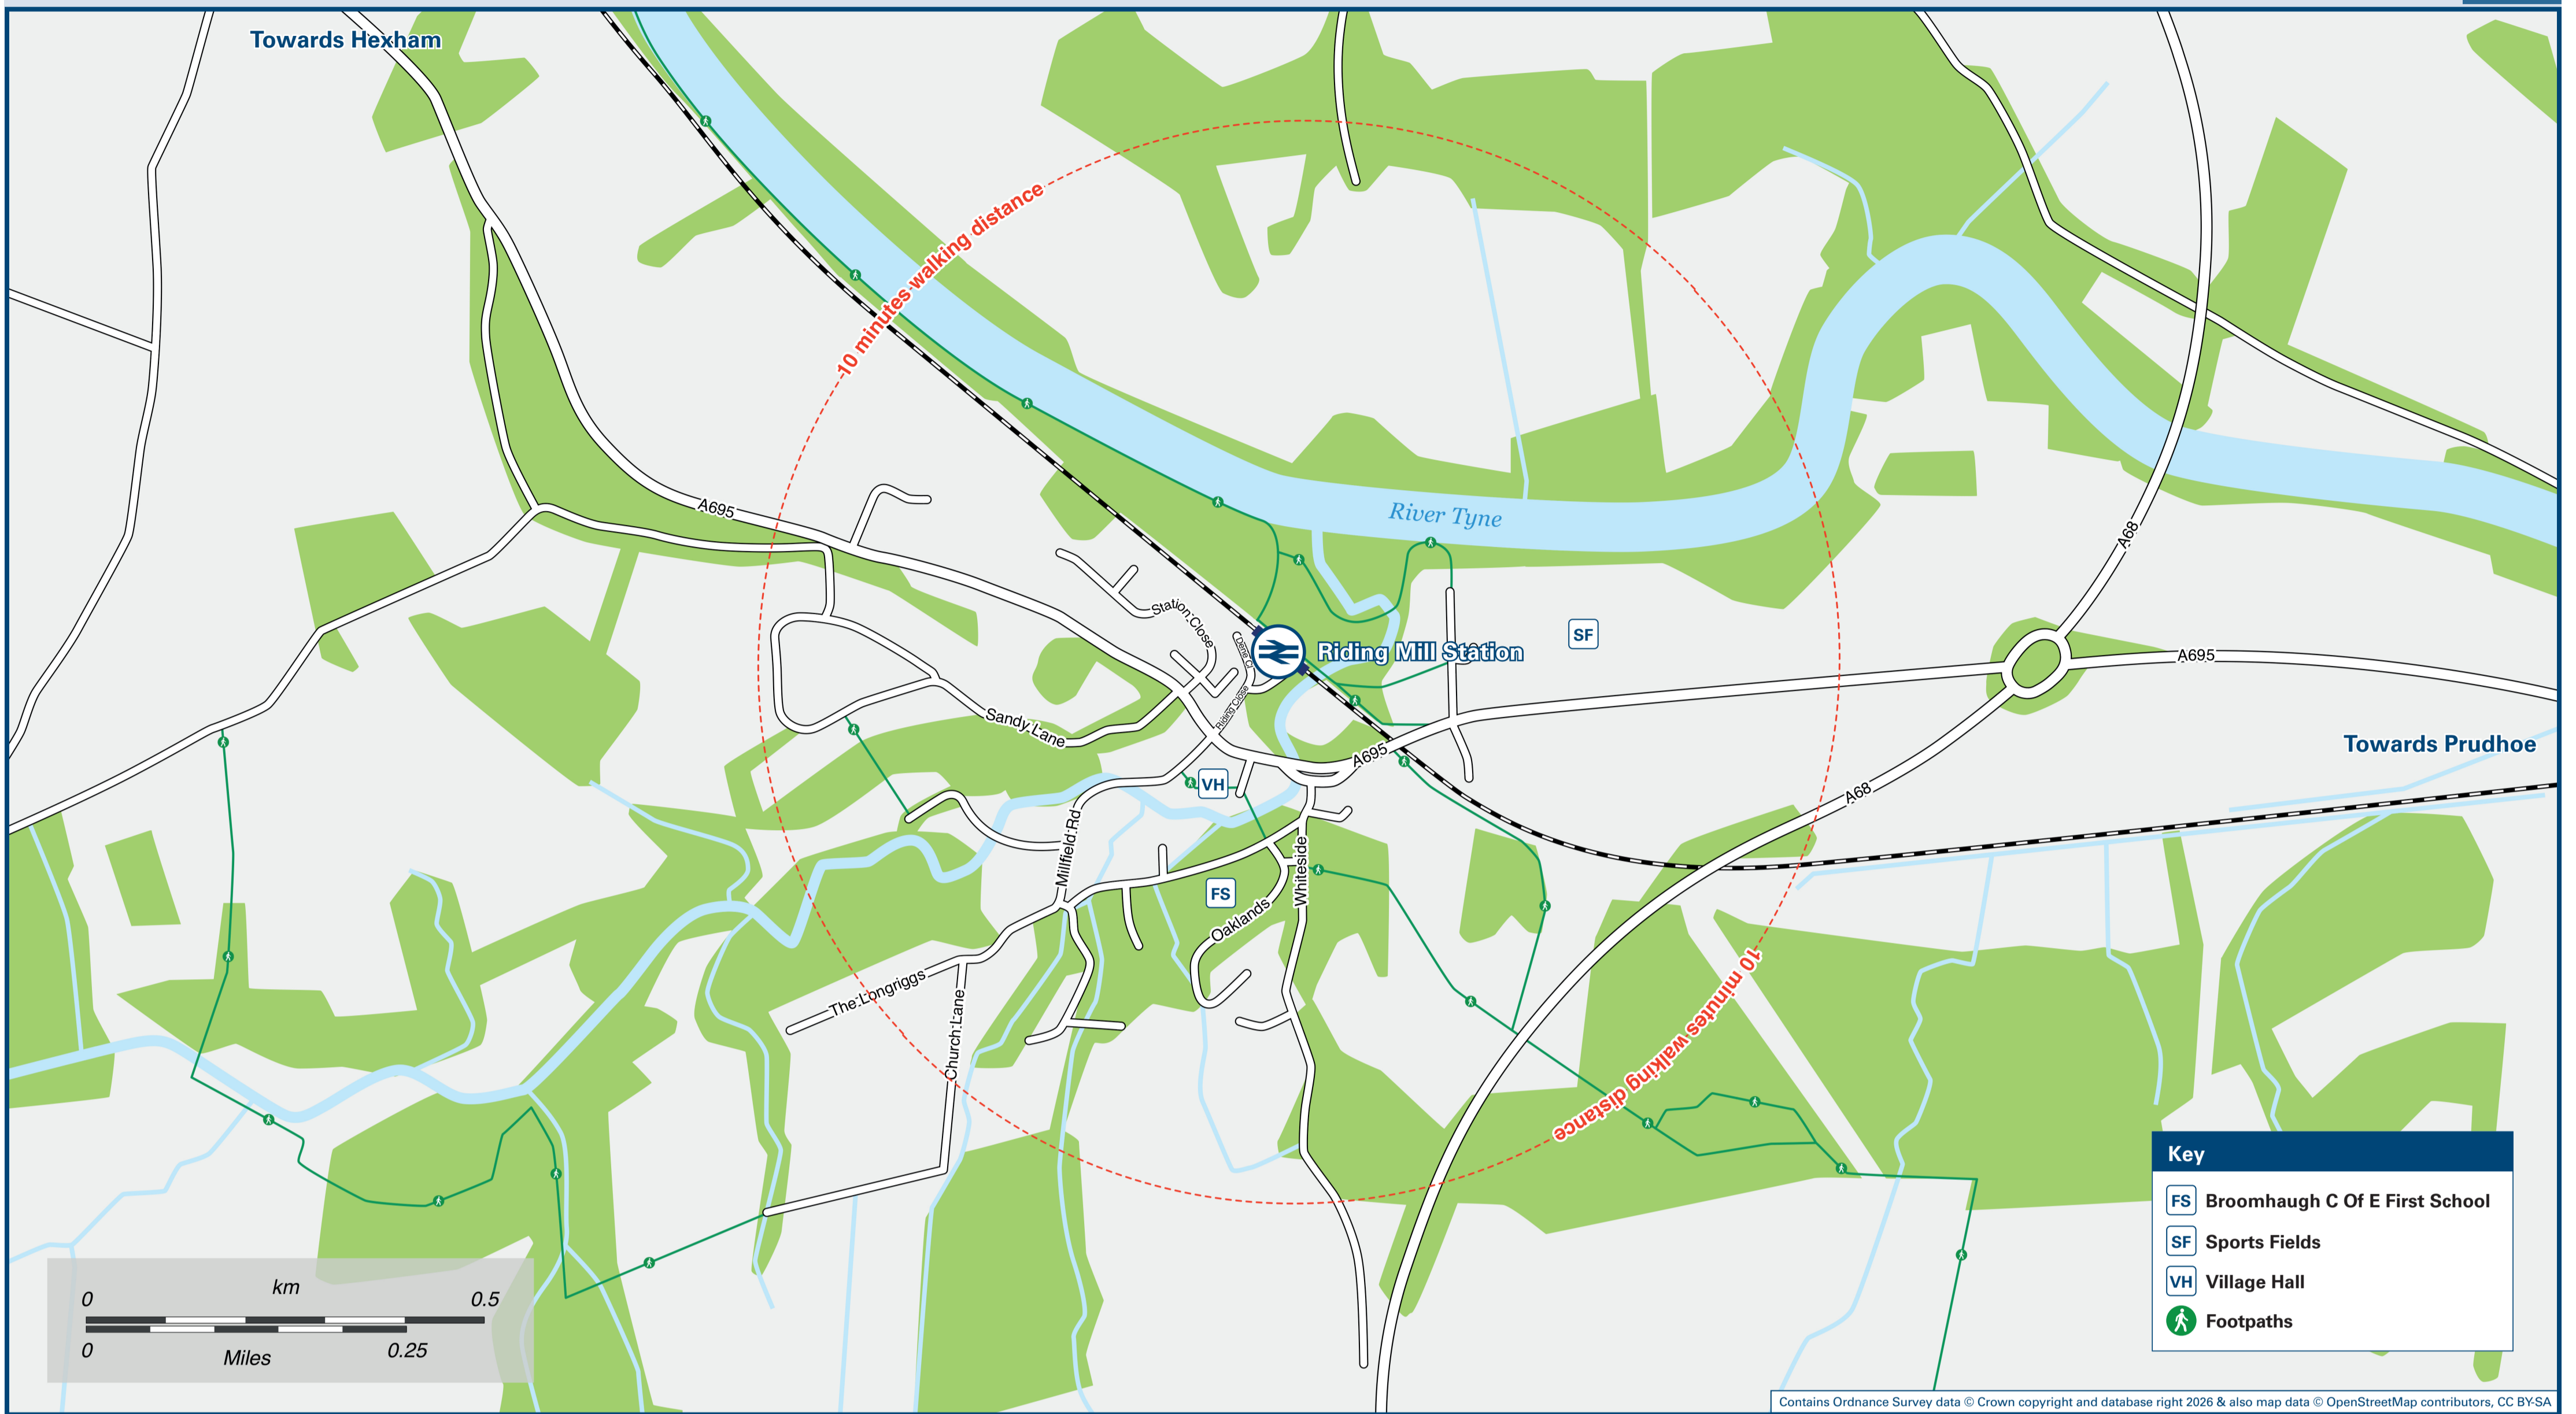 Towards Hexham
10 minutes walking distance
A695
River Tyne
A68
Station Close
Dene Cl
Riding Mill Station
SF
A695
Riding Close
Sandy Lane
Towards Prudhoe
A695
VH
A68
Millfield Rd
Whiteside
FS
Oaklands
The Longriggs
Church Lane
10 minutes walking distance
Key
FS Broomhaugh C Of E First School
SF Sports Fields
VH Village Hall
Footpaths
km
0 0.5
0 0.25
Miles
Contains Ordnance Survey data © Crown copyright and database right 2026 & also map data © OpenStreetMap contributors, CC BY-SA